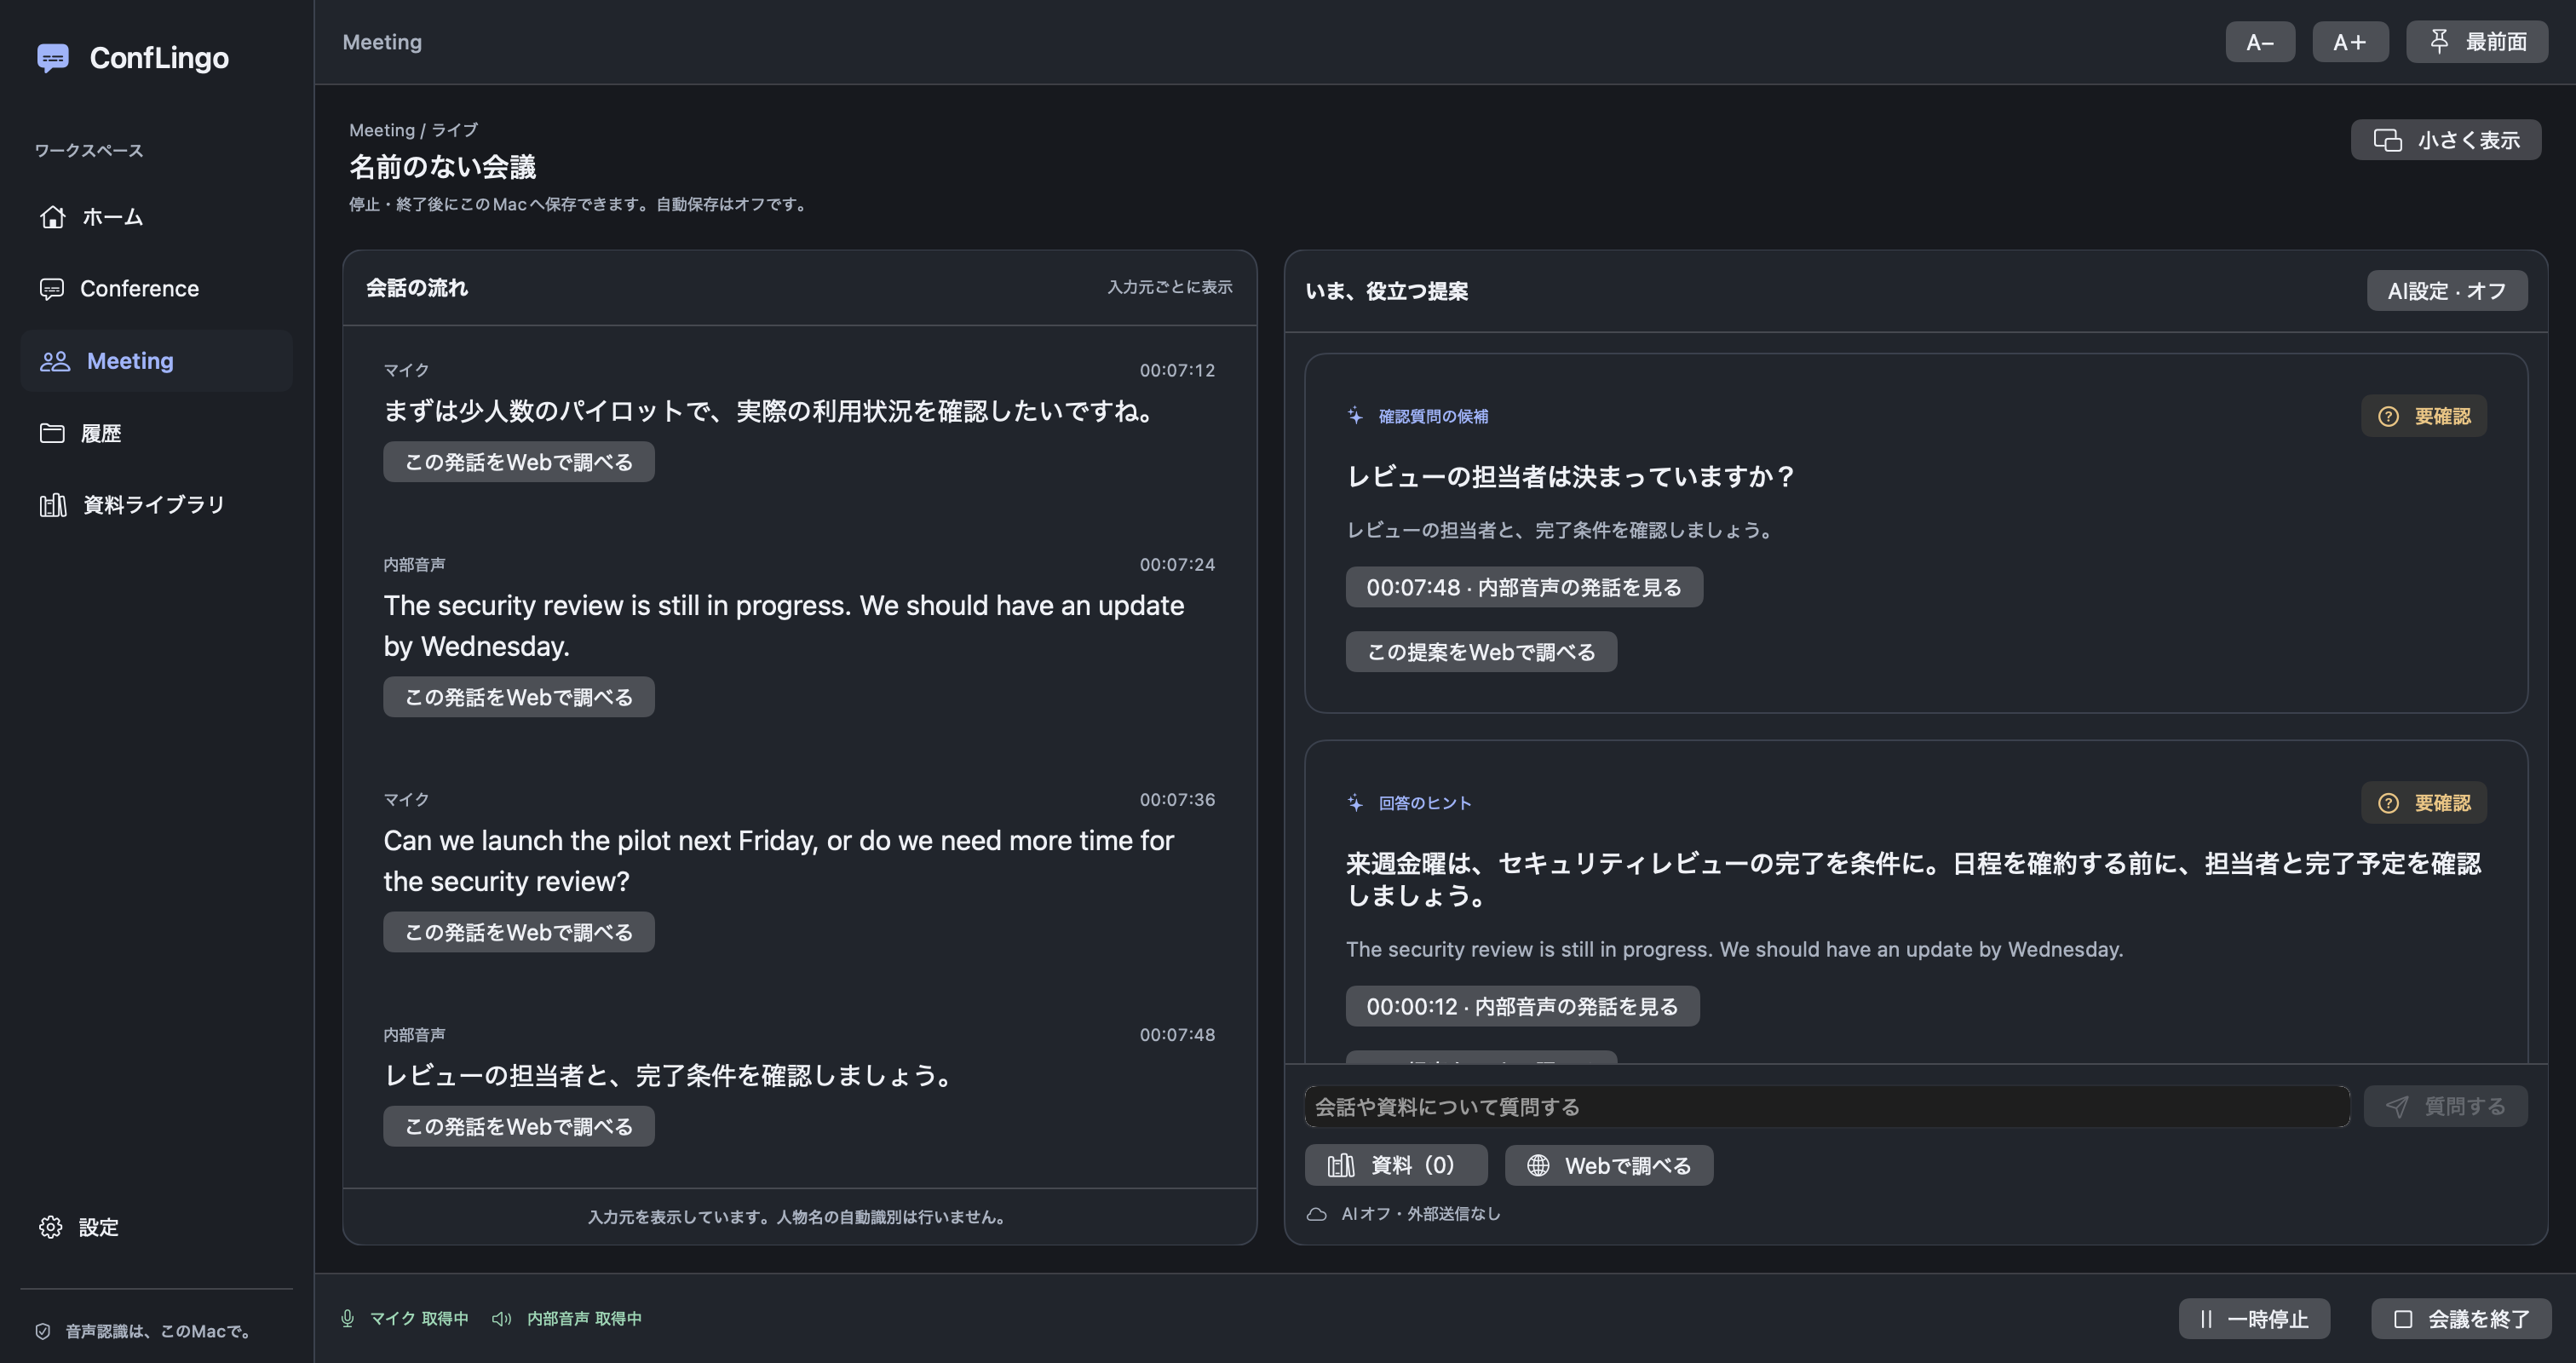 ConfLingo
ワークスペース
ホーム
Conference
Meeting
履歴
資料ライブラリ
設定
音声認識は、このMacで。
Meeting
A−
A+
最前面
Meeting / ライブ
名前のない会議
停止・終了後にこのMacへ保存できます。自動保存はオフです。
小さく表示
会話の流れ
入力元ごとに表示
マイク
00:07:12
まずは少人数のパイロットで、実際の利用状況を確認したいですね。
この発話をWebで調べる
内部音声
00:07:24
The security review is still in progress. We should have an update
by Wednesday.
この発話をWebで調べる
マイク
00:07:36
Can we launch the pilot next Friday, or do we need more time for
the security review?
この発話をWebで調べる
内部音声
00:07:48
レビューの担当者と、完了条件を確認しましょう。
この発話をWebで調べる
入力元を表示しています。人物名の自動識別は行いません。
いま、役立つ提案
AI設定 · オフ
確認質問の候補
要確認
レビューの担当者は決まっていますか？
レビューの担当者と、完了条件を確認しましょう。
00:07:48 · 内部音声の発話を見る
この提案をWebで調べる
回答のヒント
要確認
来週金曜は、セキュリティレビューの完了を条件に。日程を確約する前に、担当者と完了予定を確認
しましょう。
The security review is still in progress. We should have an update by Wednesday.
00:00:12 · 内部音声の発話を見る
会話や資料について質問する
質問する
資料（0）
Webで調べる
AIオフ・外部送信なし
マイク 取得中
内部音声 取得中
一時停止
会議を終了